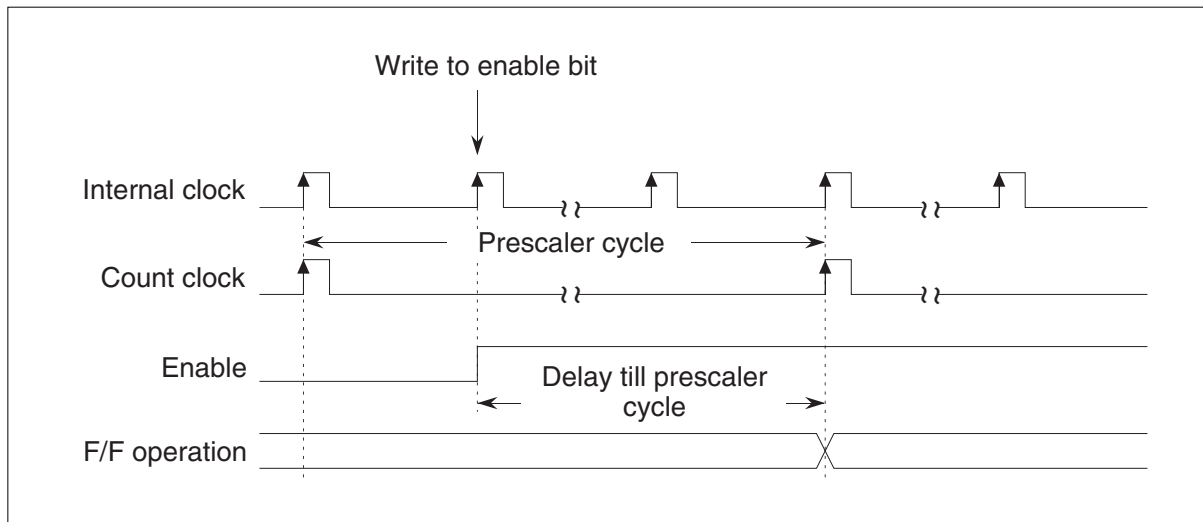 Write to enable bit
Internal clock
Prescaler cycle
Count clock
Enable
Delay till prescaler
cycle
F/F operation